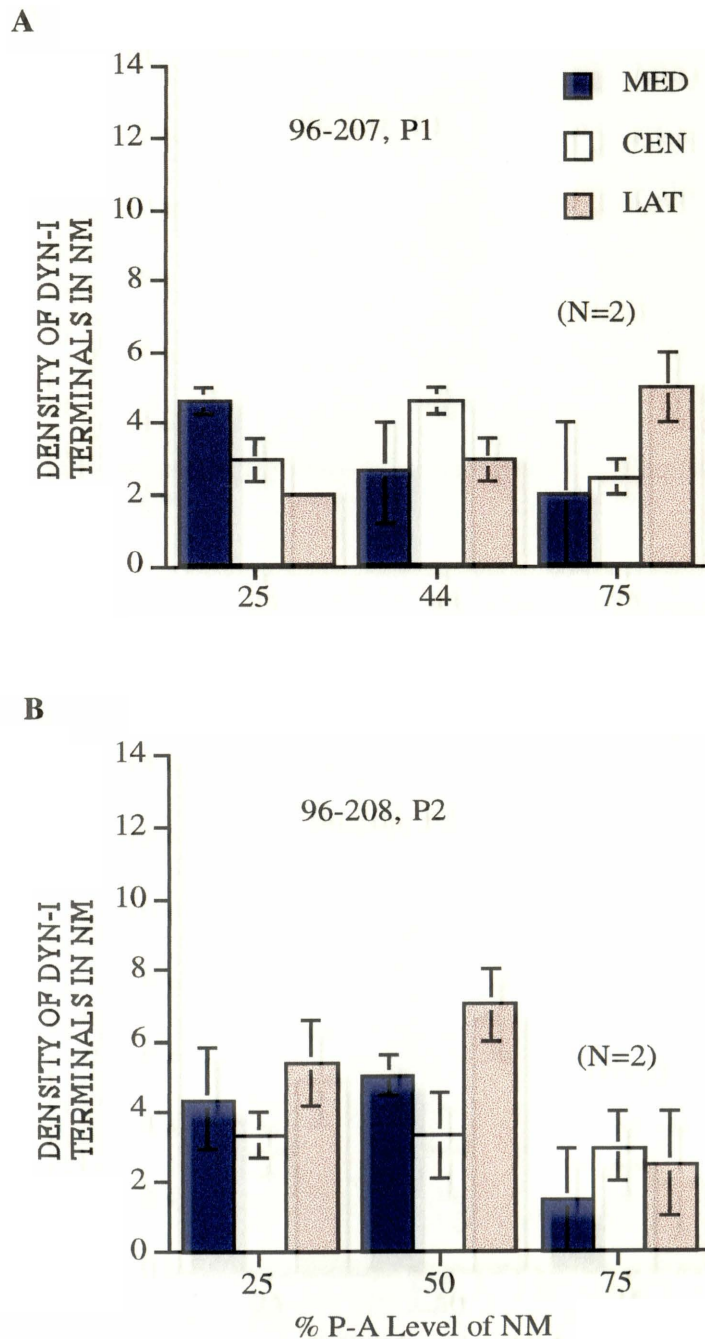 A
14
12
10
8
6
4
2
0
DENSITY OF DYN-I
TERMINALS IN NM
96-207, P1
MED
CEN
LAT
(N=2)
25 44 75
B
14
12
10
8
6
4
2
0
DENSITY OF DYN-I
TERMINALS IN NM
96-208, P2
(N=2)
25 50 75
% P-A Level of NM